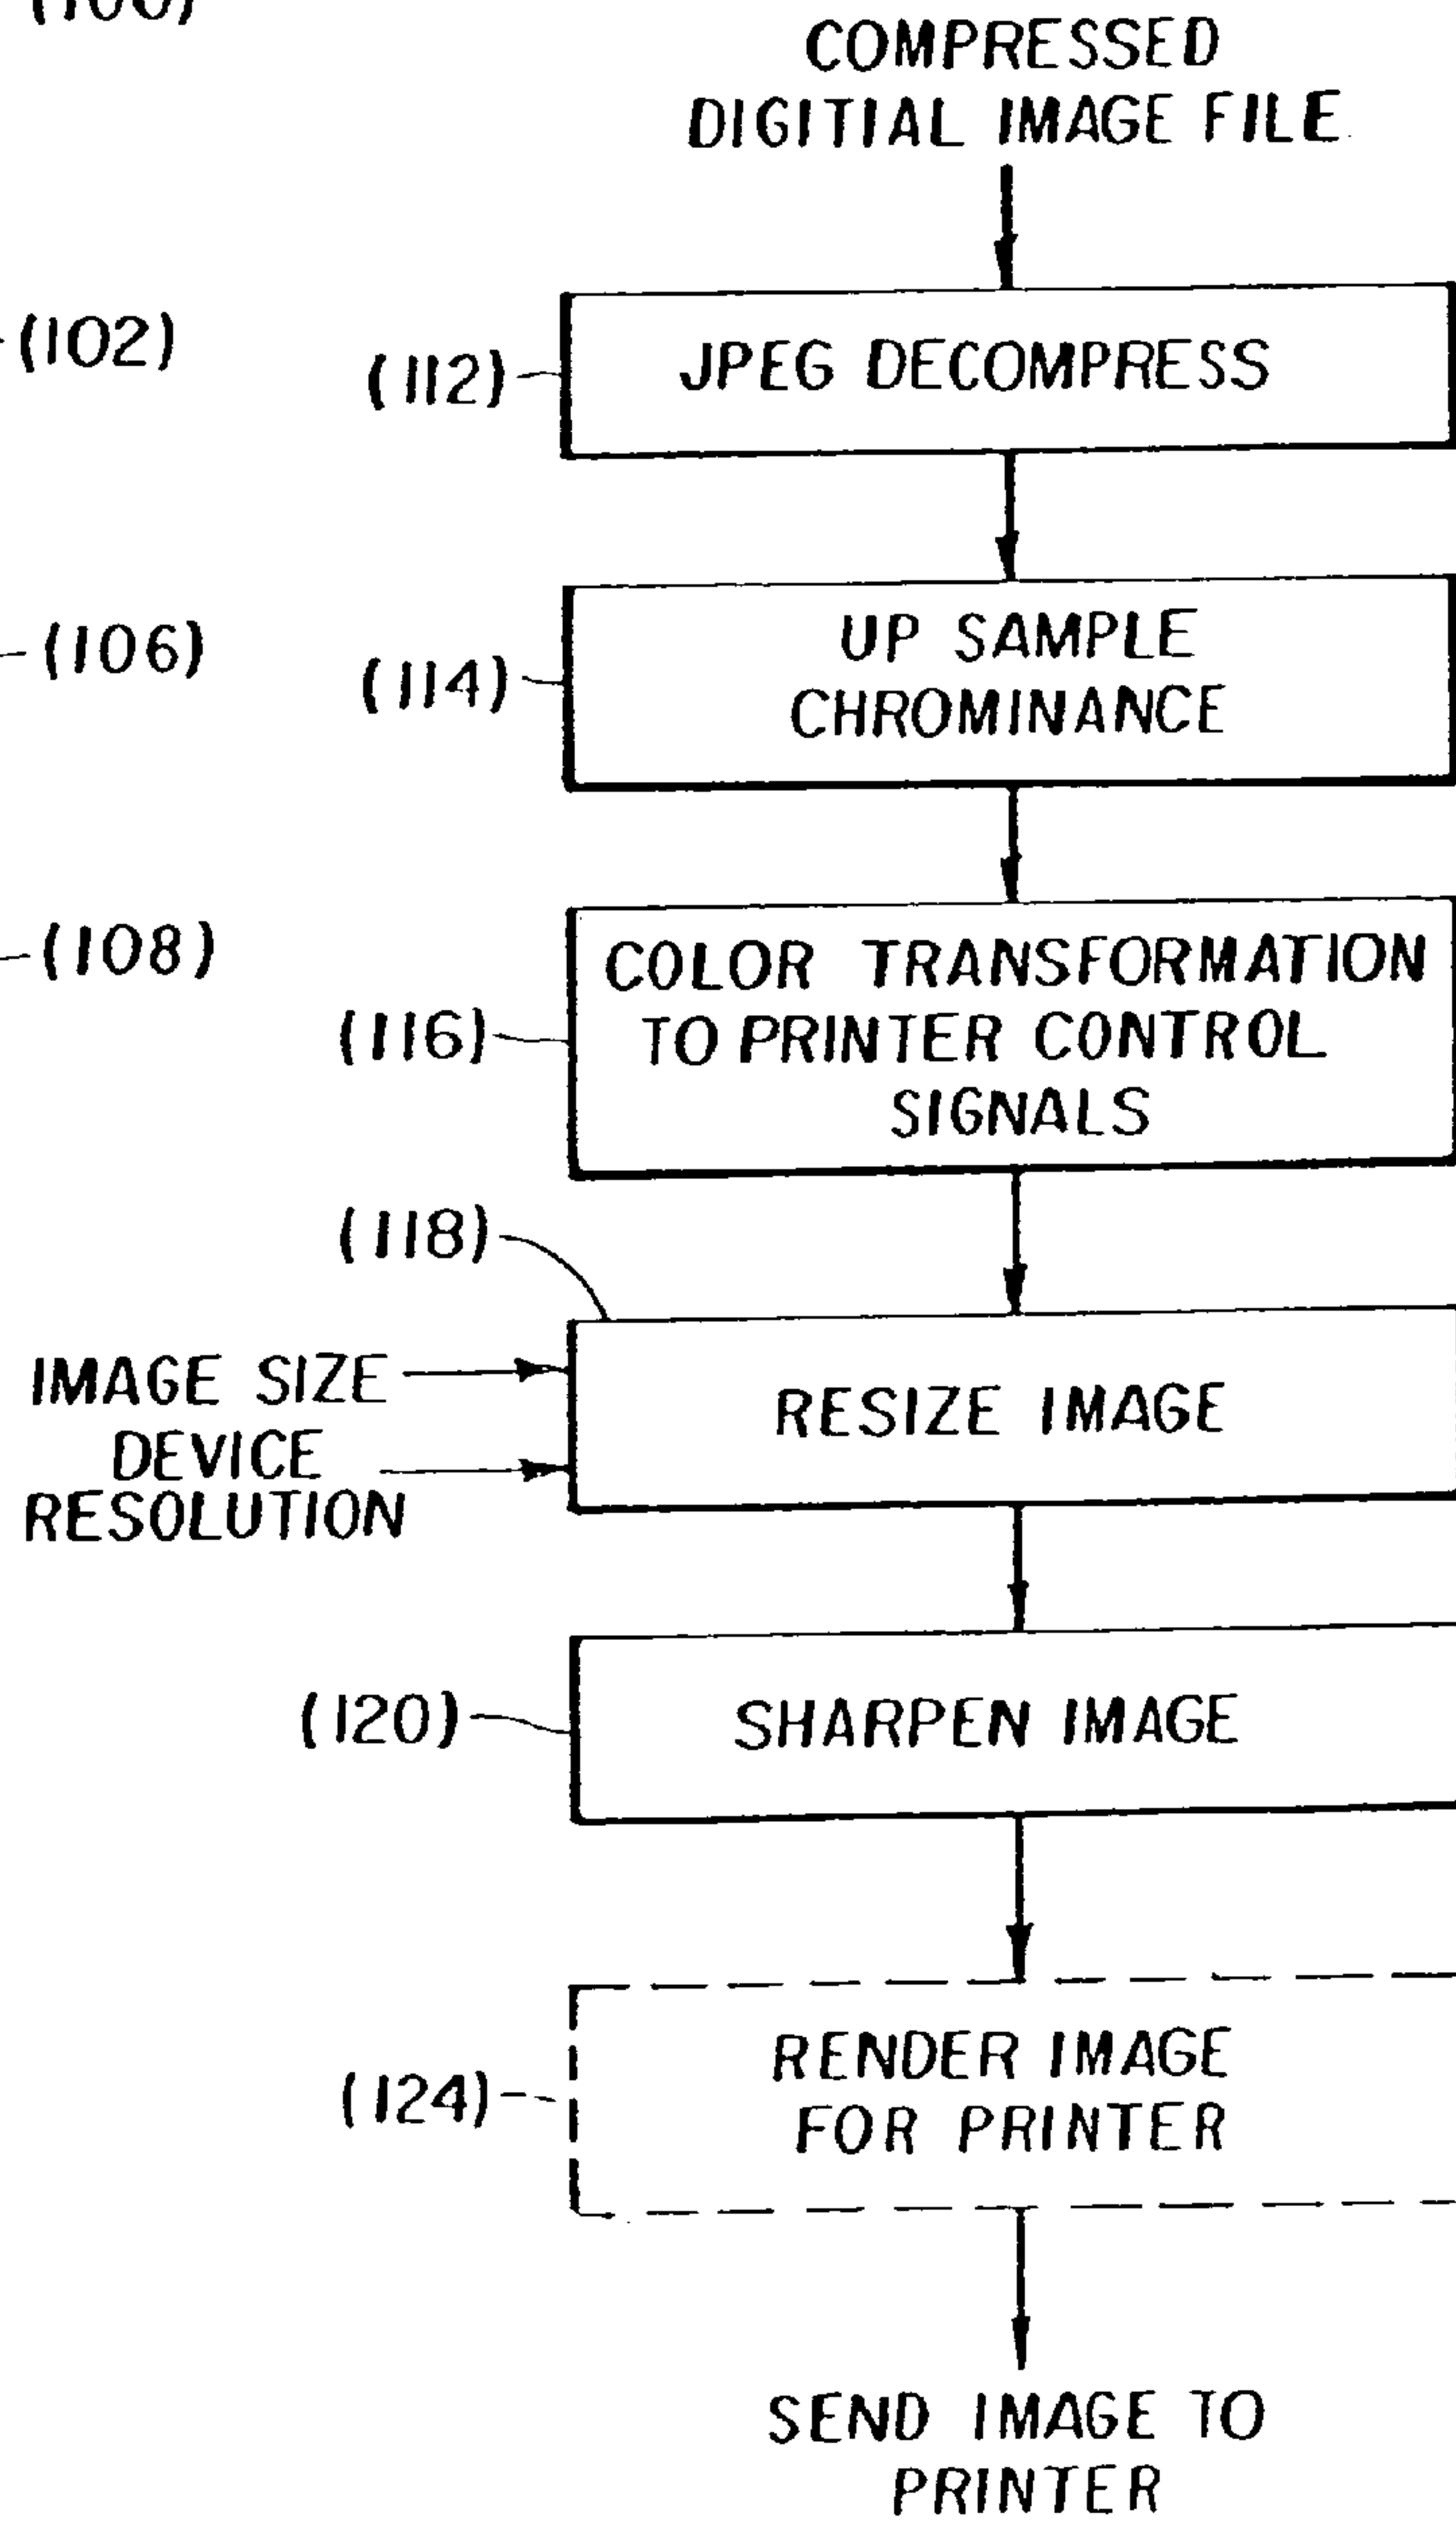 COMPRESSED
DIGITIAL IMAGE FILE
(102)
(112)
JPEG DECOMPRESS
(106)
(114)
UP SAMPLE
CHROMINANCE
(108)
(116)
COLOR TRANSFORMATION
TO PRINTER CONTROL
SIGNALS
(118)
IMAGE SIZE
DEVICE
RESOLUTION
RESIZE IMAGE
(120)
SHARPEN IMAGE
(124)
RENDER IMAGE
FOR PRINTER
SEND IMAGE TO
PRINTER